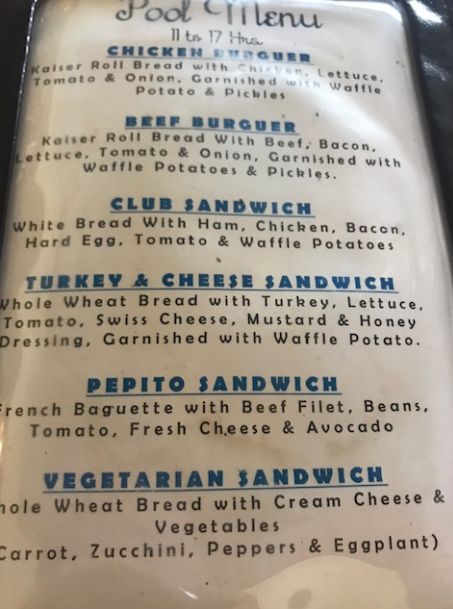 Pool Menu
11 to 17 Hrs.
CHICKEN BURGUER
Kaiser Roll Bread with Chicken, Lettuce,
Tomato & Onion, Garnished with Waffle
Potato & Pickles
BEEF BURGUER
Kaiser Roll Bread With Beef, Bacon,
Lettuce, Tomato & Onion, Garnished with
Waffle Potatoes & Pickles.
CLUB SANDWICH
White Bread With Ham, Chicken, Bacon,
Hard Egg, Tomato & Waffle Potatoes
TURKEY & CHEESE SANDWICH
Whole Wheat Bread with Turkey, Lettuce,
Tomato, Swiss Cheese, Mustard & Honey
Dressing, Garnished with Waffle Potato.
PEPITO SANDWICH
French Baguette with Beef Filet, Beans,
Tomato, Fresh Cheese & Avocado
VEGETARIAN SANDWICH
hole Wheat Bread with Cream Cheese &
Vegetables
Carrot, Zucchini, Peppers & Eggplant)